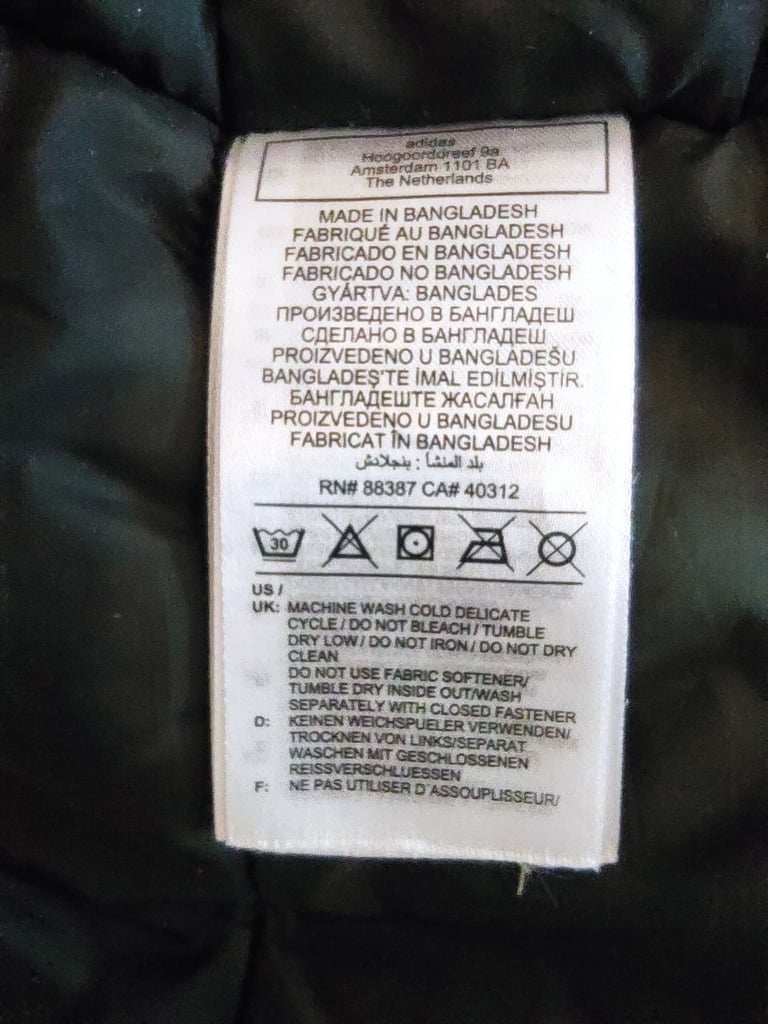 adidas
Hoogoorddreef 9a
Amsterdam 1101 BA
The Netherlands
MADE IN BANGLADESH
FABRIQUÉ AU BANGLADESH
FABRICADO EN BANGLADESH
FABRICADO NO BANGLADESH
GYÁRTVA: BANGLADES
ПРОИЗВЕДЕНО В БАНГЛАДЕШ
СДЕЛАНО В БАНГЛАДЕШ
PROIZVEDENO U BANGLADEŠU
BANGLADEŞ'TE İMAL EDİLMİŞTİR.
БАНГЛАДЕШТЕ ЖАСАЛҒАН
PROIZVEDENO U BANGLADESU
FABRICAT ÎN BANGLADESH
بلد المنشأ : بنجلادش
RN# 88387 CA# 40312
30
US /
UK: MACHINE WASH COLD DELICATE
CYCLE / DO NOT BLEACH / TUMBLE
DRY LOW / DO NOT IRON / DO NOT DRY
CLEAN
DO NOT USE FABRIC SOFTENER/
TUMBLE DRY INSIDE OUT/WASH
SEPARATELY WITH CLOSED FASTENER
D: KEINEN WEICHSPUELER VERWENDEN/
TROCKNEN VON LINKS/SEPARAT
WASCHEN MIT GESCHLOSSENEN
REISSVERSCHLUESSEN
F: NE PAS UTILISER D'ASSOUPLISSEUR/